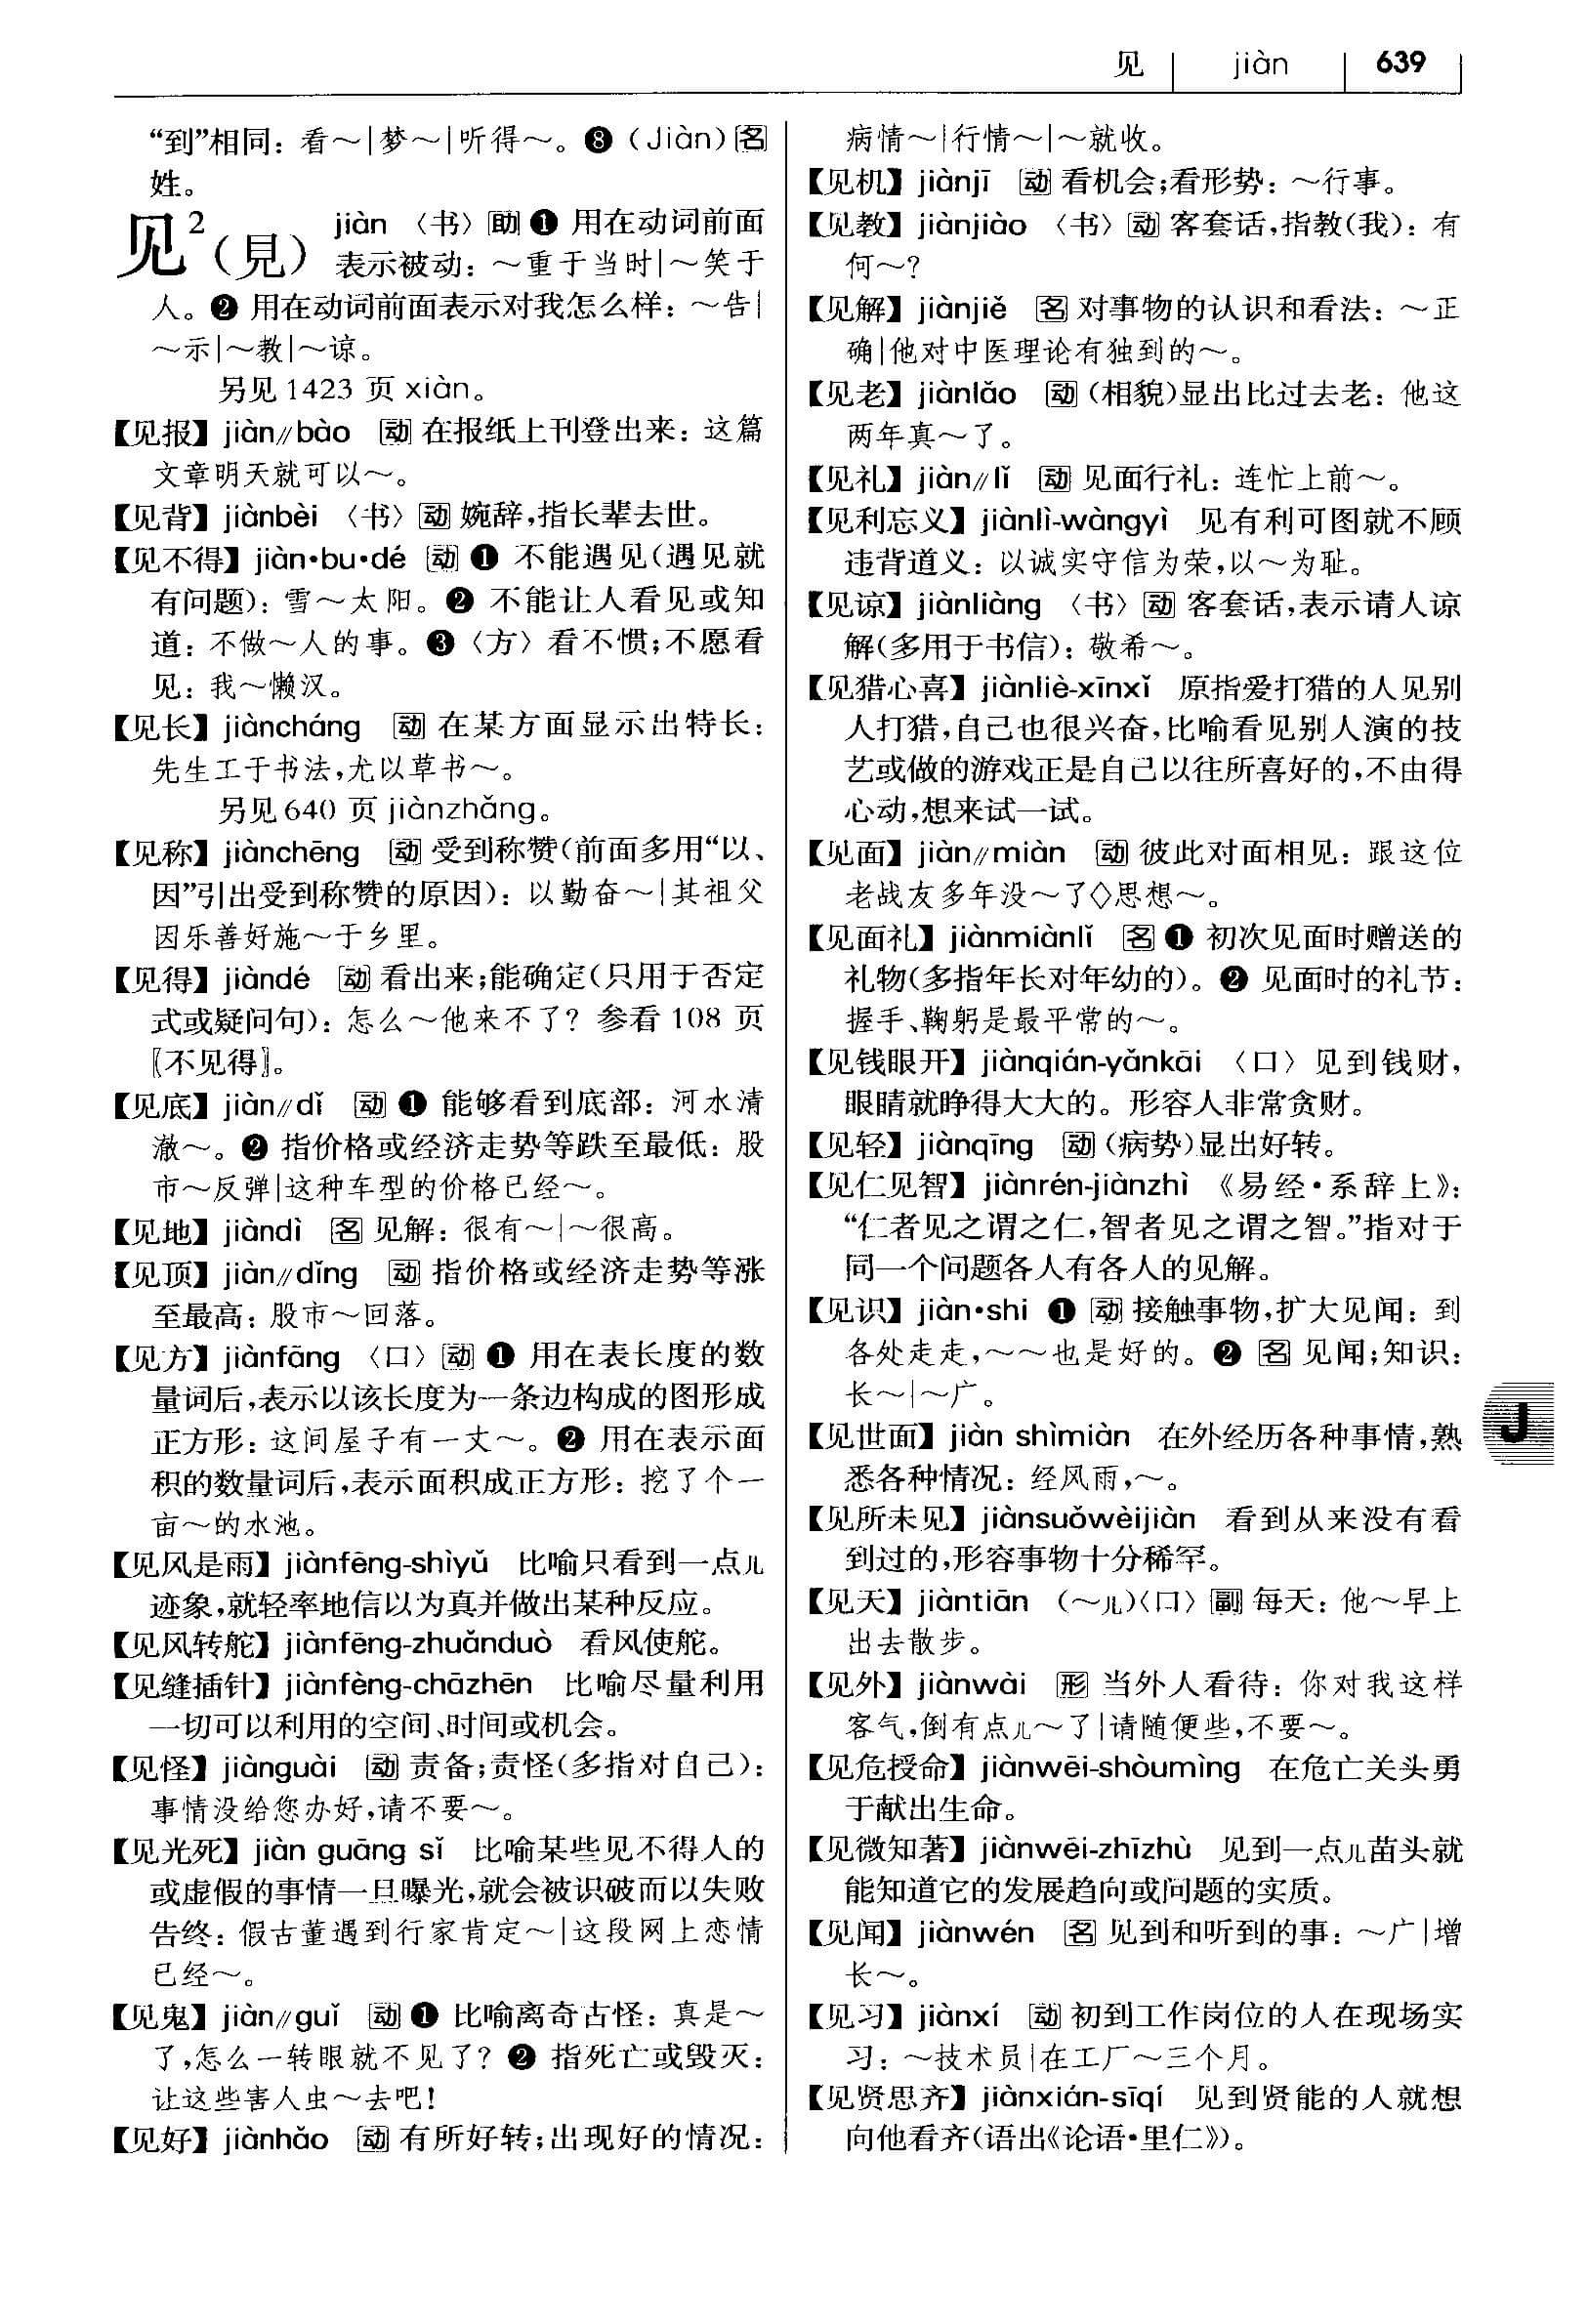 见 jiàn 639
“到”相同：看～|梦～|听得～。❽（Jiàn）名
姓。
见²（見） jiàn 〈书〉助❶ 用在动词前面
表示被动：～重于当时|～笑于
人。❷ 用在动词前面表示对我怎么样：～告|
～示|～教|～谅。
另见1423 页 xiàn。
【见报】jiàn//bào 动 在报纸上刊登出来：这篇
文章明天就可以～。
【见背】jiànbèi 〈书〉动 婉辞，指长辈去世。
【见不得】jiàn•bu•dé 动❶ 不能遇见（遇见就
有问题）：雪～太阳。❷ 不能让人看见或知
道：不做～人的事。❸〈方〉看不惯；不愿看
见：我～懒汉。
【见长】jiàncháng 动 在某方面显示出特长：
先生工于书法，尤以草书～。
另见640 页 jiànzhǎng。
【见称】jiànchēng 动 受到称赞（前面多用“以、
因”引出受到称赞的原因）：以勤奋～|其祖父
因乐善好施～于乡里。
【见得】jiàndé 动 看出来；能确定（只用于否定
式或疑问句）：怎么～他来不了？参看108 页
〖不见得〗。
【见底】jiàn//dǐ 动❶ 能够看到底部：河水清
澈～。❷ 指价格或经济走势等跌至最低：股
市～反弹|这种车型的价格已经～。
【见地】jiàndì 名 见解：很有～|～很高。
【见顶】jiàn//dǐng 动 指价格或经济走势等涨
至最高：股市～回落。
【见方】jiànfāng 〈口〉动❶ 用在表长度的数
量词后，表示以该长度为一条边构成的图形成
正方形：这间屋子有一丈～。❷ 用在表示面
积的数量词后，表示面积成正方形：挖了个一
亩～的水池。
【见风是雨】jiànfēng-shìyǔ 比喻只看到一点儿
迹象，就轻率地信以为真并做出某种反应。
【见风转舵】jiànfēng-zhuǎnduò 看风使舵。
【见缝插针】jiànfèng-chāzhēn 比喻尽量利用
一切可以利用的空间、时间或机会。
【见怪】jiànguài 动 责备；责怪（多指对自己）：
事情没给您办好，请不要～。
【见光死】jiàn guāng sǐ 比喻某些见不得人的
或虚假的事情一旦曝光，就会被识破而以失败
告终：假古董遇到行家肯定～|这段网上恋情
已经～。
【见鬼】jiàn//guǐ 动❶ 比喻离奇古怪：真是～
了，怎么一转眼就不见了？❷ 指死亡或毁灭：
让这些害人虫～去吧！
【见好】jiànhǎo 动 有所好转；出现好的情况：
病情～|行情～|～就收。
【见机】jiànjī 动 看机会；看形势：～行事。
【见教】jiànjiào 〈书〉动 客套话，指教（我）：有
何～？
【见解】jiànjiě 名 对事物的认识和看法：～正
确|他对中医理论有独到的～。
【见老】jiànlǎo 动（相貌）显出比过去老：他这
两年真～了。
【见礼】jiàn//lǐ 动 见面行礼：连忙上前～。
【见利忘义】jiànlì-wàngyì 见有利可图就不顾
违背道义：以诚实守信为荣，以～为耻。
【见谅】jiànliàng 〈书〉动 客套话，表示请人谅
解（多用于书信）：敬希～。
【见猎心喜】jiànliè-xīnxǐ 原指爱打猎的人见别
人打猎，自己也很兴奋，比喻看见别人演的技
艺或做的游戏正是自己以往所喜好的，不由得
心动，想来试一试。
【见面】jiàn//miàn 动 彼此对面相见：跟这位
老战友多年没～了◇思想～。
【见面礼】jiànmiànlǐ 名❶ 初次见面时赠送的
礼物（多指年长对年幼的）。❷ 见面时的礼节：
握手、鞠躬是最平常的～。
【见钱眼开】jiànqián-yǎnkāi 〈口〉见到钱财，
眼睛就睁得大大的。形容人非常贪财。
【见轻】jiànqīng 动（病势）显出好转。
【见仁见智】jiànrén-jiànzhì 《易经•系辞上》：
“仁者见之谓之仁，智者见之谓之智。”指对于
同一个问题各人有各人的见解。
【见识】jiàn•shi ❶ 动 接触事物，扩大见闻：到
各处走走，～～也是好的。❷ 名 见闻；知识：
长～|～广。
【见世面】jiàn shìmiàn 在外经历各种事情，熟
悉各种情况：经风雨，～。
【见所未见】jiànsuǒwèijiàn 看到从来没有看
到过的，形容事物十分稀罕。
【见天】jiàntiān （～儿）〈口〉副 每天：他～早上
出去散步。
【见外】jiànwài 形 当外人看待：你对我这样
客气，倒有点儿～了|请随便些，不要～。
【见危授命】jiànwēi-shòumìng 在危亡关头勇
于献出生命。
【见微知著】jiànwēi-zhīzhù 见到一点儿苗头就
能知道它的发展趋向或问题的实质。
【见闻】jiànwén 名 见到和听到的事：～广|增
长～。
【见习】jiànxí 动 初到工作岗位的人在现场实
习：～技术员|在工厂～三个月。
【见贤思齐】jiànxián-sīqí 见到贤能的人就想
向他看齐（语出《论语•里仁》）。
J